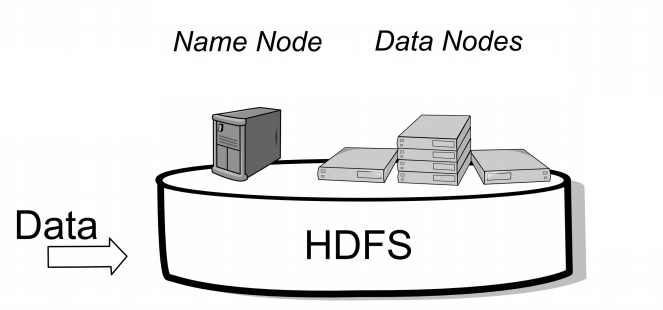 Name Node
Data Nodes
Data
HDFS